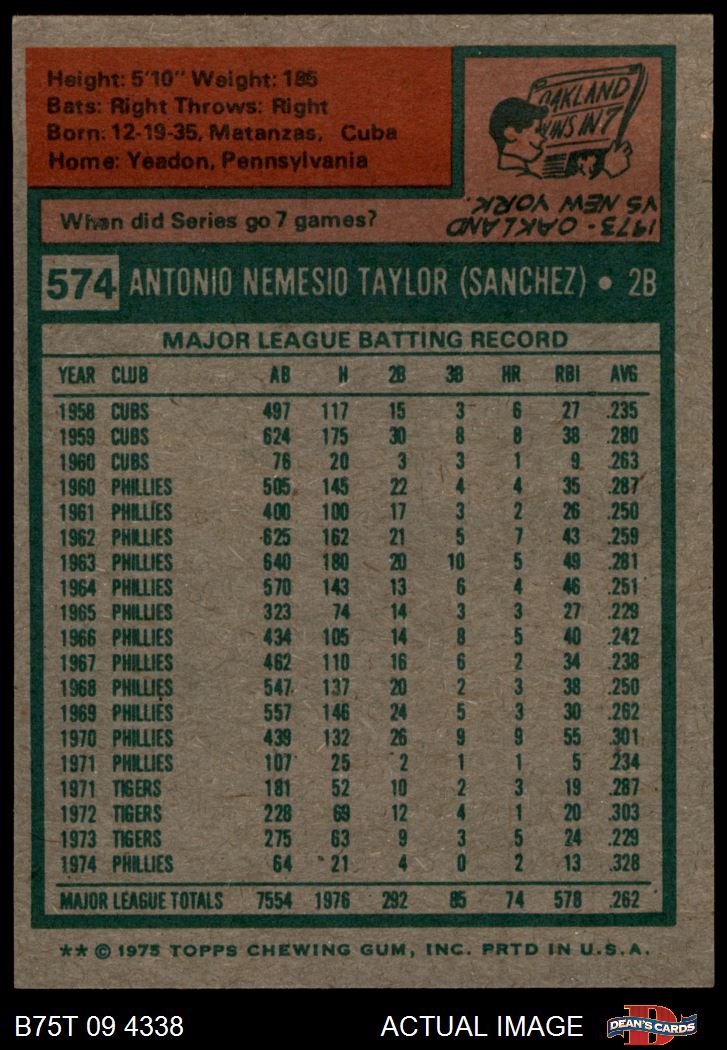 Height: 5'10" Weight: 185
Bats: Right Throws: Right
Born: 12-19-35, Matanzas, Cuba
Home: Yeadon, Pennsylvania
OAKLAND
WINS IN 7
When did Series go 7 games?
1973 - OAKLAND
VS NEW YORK.
574 ANTONIO NEMESIO TAYLOR (SANCHEZ) • 2B
MAJOR LEAGUE BATTING RECORD
YEAR CLUB AB H 2B 3B HR RBI AVG
1958 CUBS 497 117 15 3 6 27 .235
1959 CUBS 624 175 30 8 8 38 .280
1960 CUBS 76 20 3 3 1 9 .263
1960 PHILLIES 505 145 22 4 4 35 .287
1961 PHILLIES 400 100 17 3 2 26 .250
1962 PHILLIES 625 162 21 5 7 43 .259
1963 PHILLIES 640 180 20 10 5 49 .281
1964 PHILLIES 570 143 13 6 4 46 .251
1965 PHILLIES 323 74 14 3 3 27 .229
1966 PHILLIES 434 105 14 8 5 40 .242
1967 PHILLIES 462 110 16 6 2 34 .238
1968 PHILLIES 547 137 20 2 3 38 .250
1969 PHILLIES 557 146 24 5 3 30 .262
1970 PHILLIES 439 132 26 9 9 55 .301
1971 PHILLIES 107 25 2 1 1 5 .234
1971 TIGERS 181 52 10 2 3 19 .287
1972 TIGERS 228 69 12 4 1 20 .303
1973 TIGERS 275 63 9 3 5 24 .229
1974 PHILLIES 64 21 4 0 2 13 .328
MAJOR LEAGUE TOTALS 7554 1976 292 85 74 578 .262
** © 1975 TOPPS CHEWING GUM, INC. PRTD IN U.S.A.
B75T 09 4338 ACTUAL IMAGE D DEAN'S CARDS